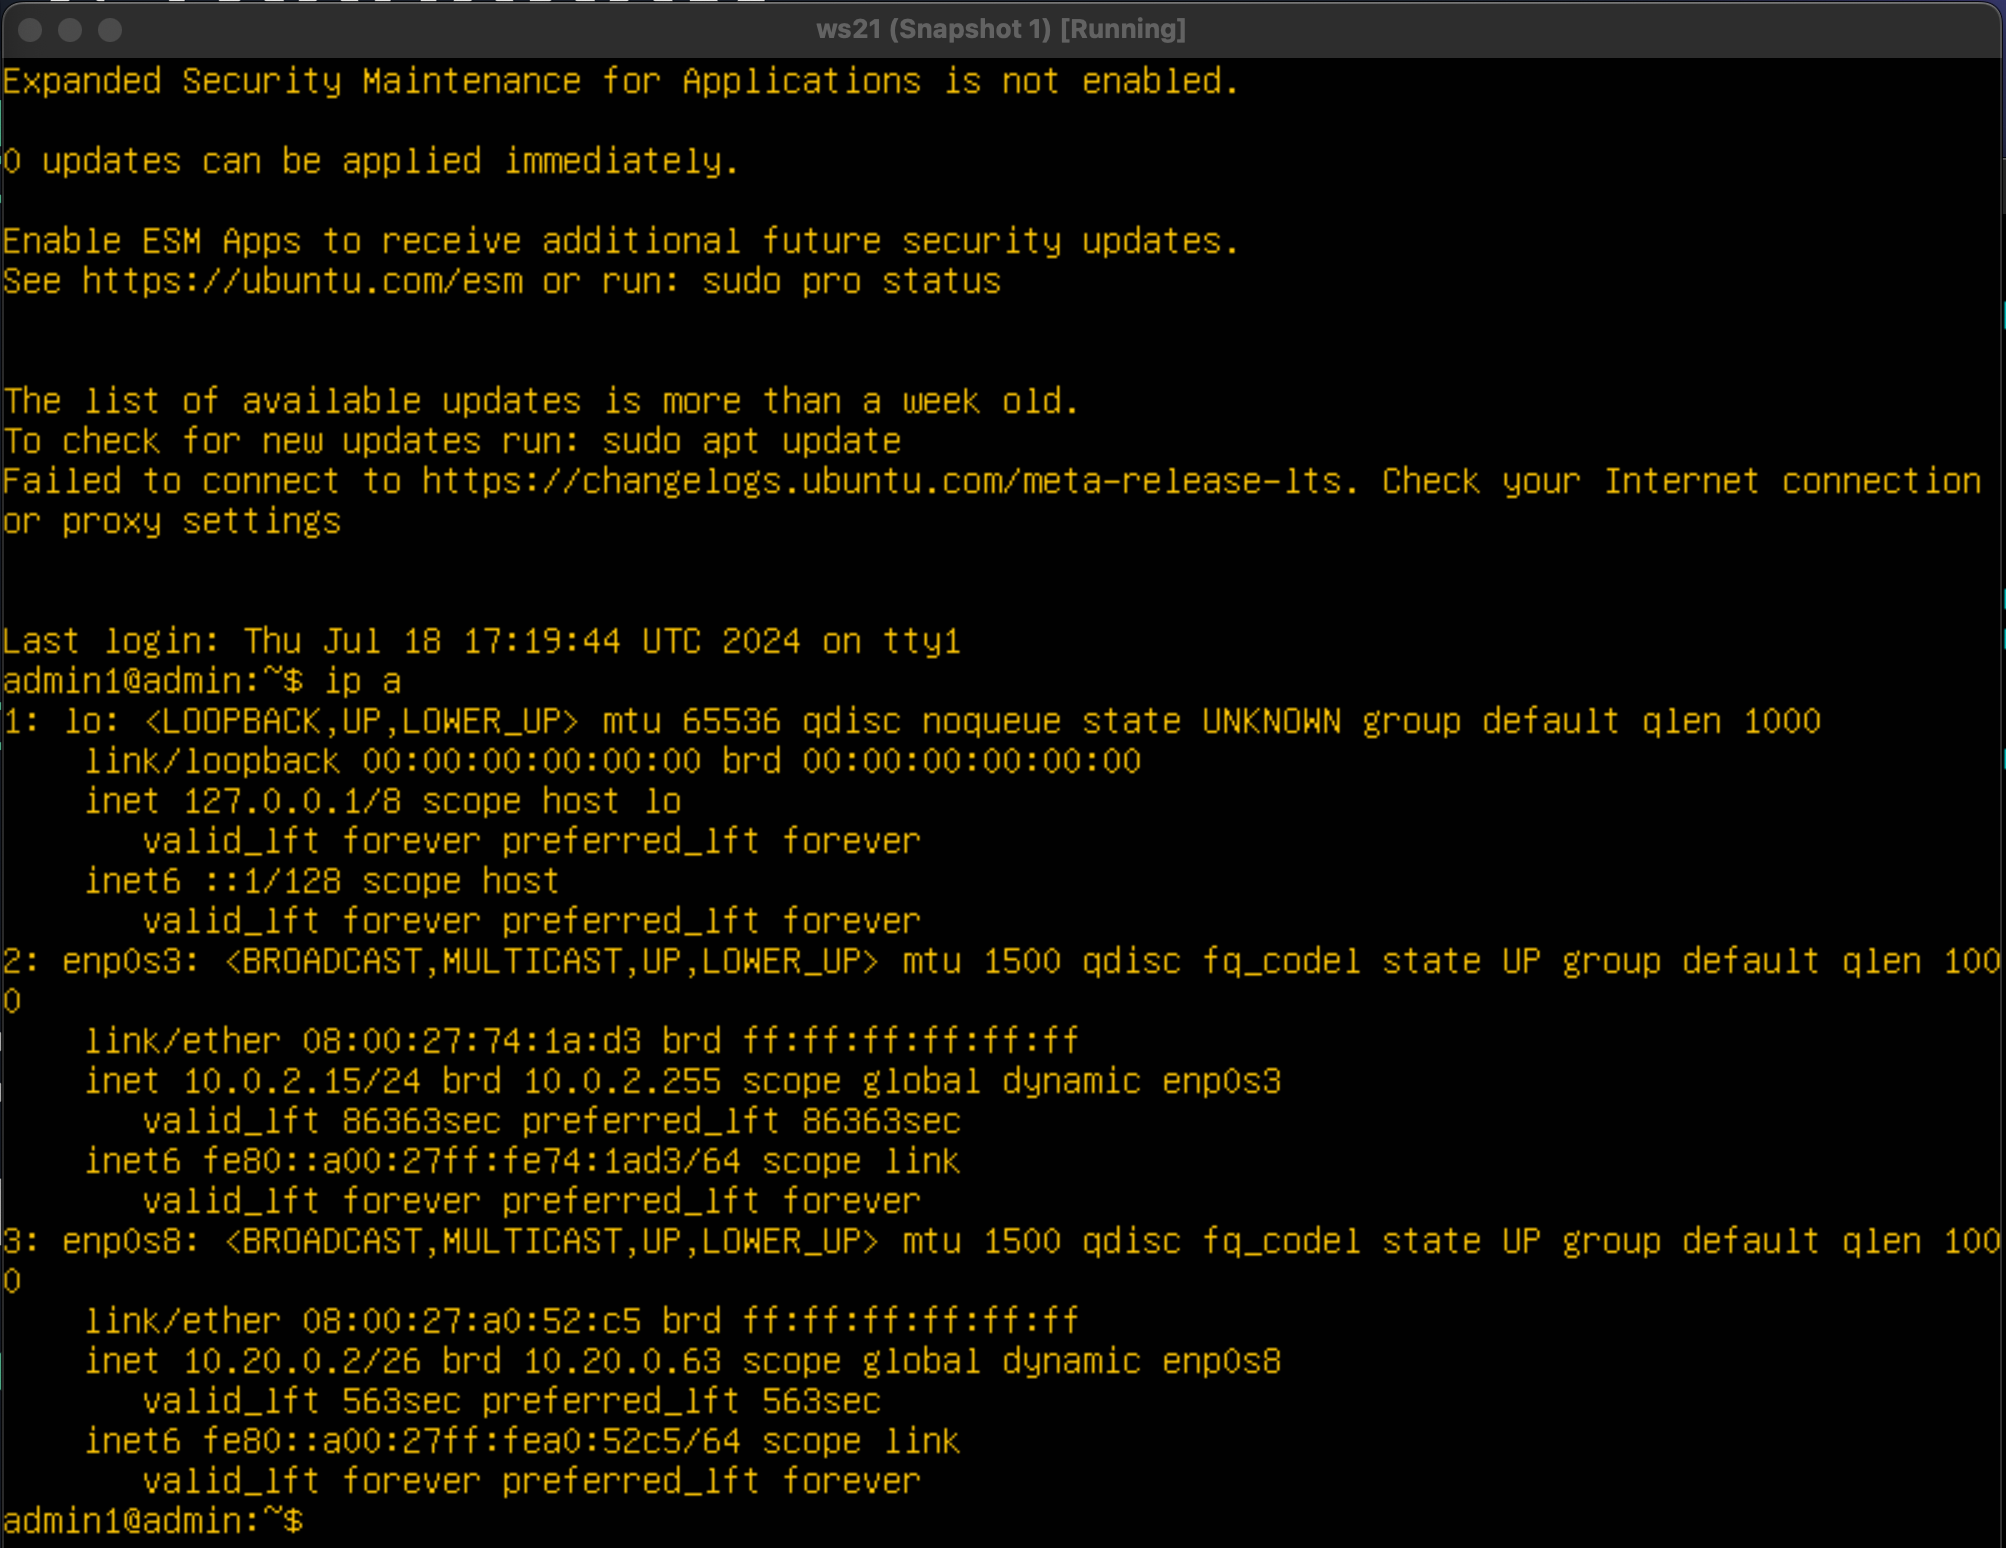 ws21 (Snapshot 1) [Running]
Expanded Security Maintenance for Applications is not enabled.
0 updates can be applied immediately.
Enable ESM Apps to receive additional future security updates.
See https://ubuntu.com/esm or run: sudo pro status
The list of available updates is more than a week old.
To check for new updates run: sudo apt update
Failed to connect to https://changelogs.ubuntu.com/meta-release-lts. Check your Internet connection
or proxy settings
Last login: Thu Jul 18 17:19:44 UTC 2024 on tty1
admin1@admin:~$ ip a
1: lo: <LOOPBACK,UP,LOWER_UP> mtu 65536 qdisc noqueue state UNKNOWN group default qlen 1000
    link/loopback 00:00:00:00:00:00 brd 00:00:00:00:00:00
    inet 127.0.0.1/8 scope host lo
       valid_lft forever preferred_lft forever
    inet6 ::1/128 scope host
       valid_lft forever preferred_lft forever
2: enp0s3: <BROADCAST,MULTICAST,UP,LOWER_UP> mtu 1500 qdisc fq_codel state UP group default qlen 100
0
    link/ether 08:00:27:74:1a:d3 brd ff:ff:ff:ff:ff:ff
    inet 10.0.2.15/24 brd 10.0.2.255 scope global dynamic enp0s3
       valid_lft 86363sec preferred_lft 86363sec
    inet6 fe80::a00:27ff:fe74:1ad3/64 scope link
       valid_lft forever preferred_lft forever
3: enp0s8: <BROADCAST,MULTICAST,UP,LOWER_UP> mtu 1500 qdisc fq_codel state UP group default qlen 100
0
    link/ether 08:00:27:a0:52:c5 brd ff:ff:ff:ff:ff:ff
    inet 10.20.0.2/26 brd 10.20.0.63 scope global dynamic enp0s8
       valid_lft 563sec preferred_lft 563sec
    inet6 fe80::a00:27ff:fea0:52c5/64 scope link
       valid_lft forever preferred_lft forever
admin1@admin:~$